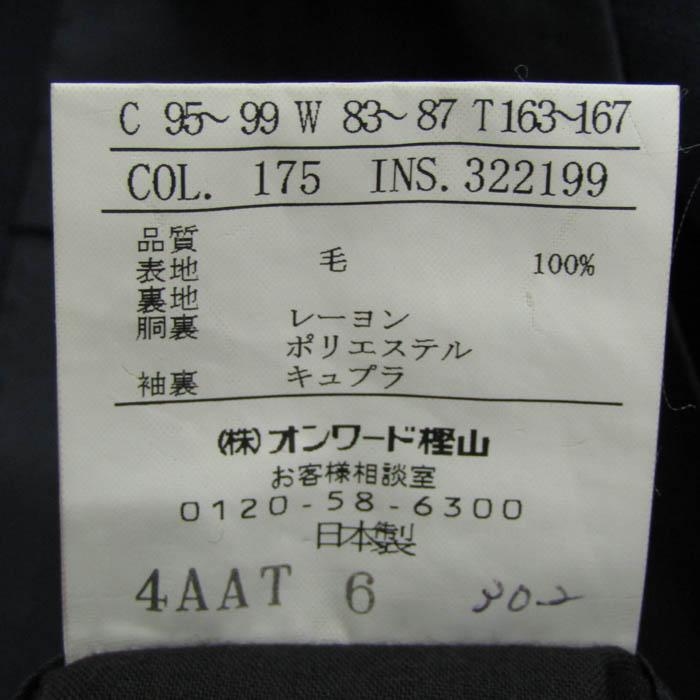 C 95～99 W 83～87 T163～167
COL. 175 INS. 322199
品質
表地 毛 100%
裏地
胴裏 レーヨン
ポリエステル
袖裏 キュプラ
(株)オンワード樫山
お客様相談室
0120-58-6300
日本製
4AAT 6 302